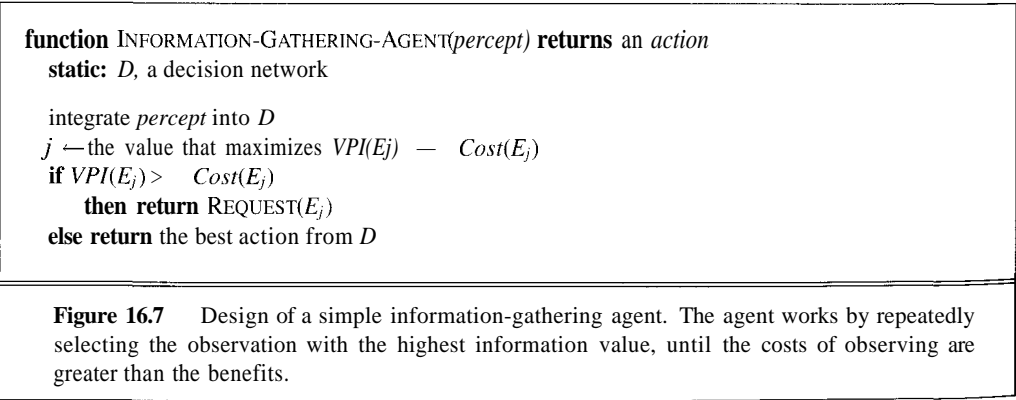 function INFORMATION-GATHERING-AGENT(percept) returns an action
static: D, a decision network
integrate percept into D
j ← the value that maximizes VPI(Ej) — Cost(Ej)
if VPI(Ej) > Cost(Ej)
then return REQUEST(Ej)
else return the best action from D
Figure 16.7 Design of a simple information-gathering agent. The agent works by repeatedly
selecting the observation with the highest information value, until the costs of observing are
greater than the benefits.